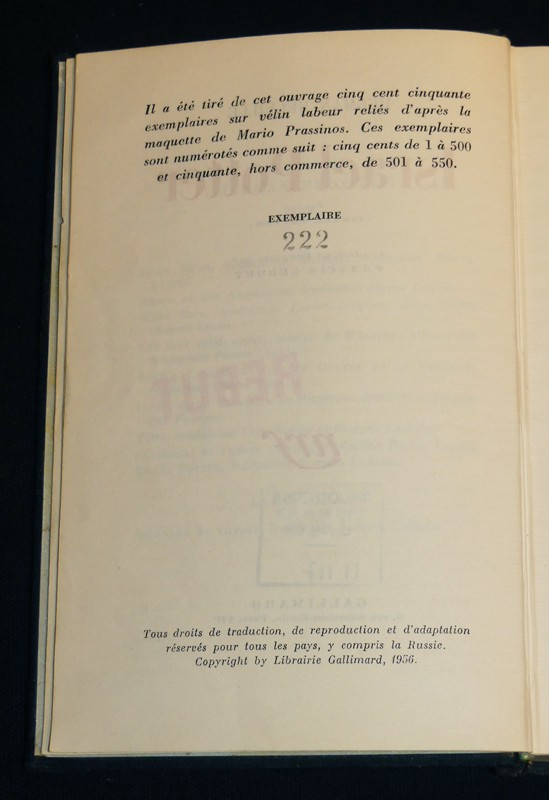 Il a été tiré de cet ouvrage cinq cent cinquante
exemplaires sur vélin labeur reliés d'après la
maquette de Mario Prassinos. Ces exemplaires
sont numérotés comme suit : cinq cents de 1 à 500
et cinquante, hors commerce, de 501 à 550.
EXEMPLAIRE
222
REBUT
nrf
GALLIMARD
Tous droits de traduction, de reproduction et d'adaptation
réservés pour tous les pays, y compris la Russie.
Copyright by Librairie Gallimard, 1956.